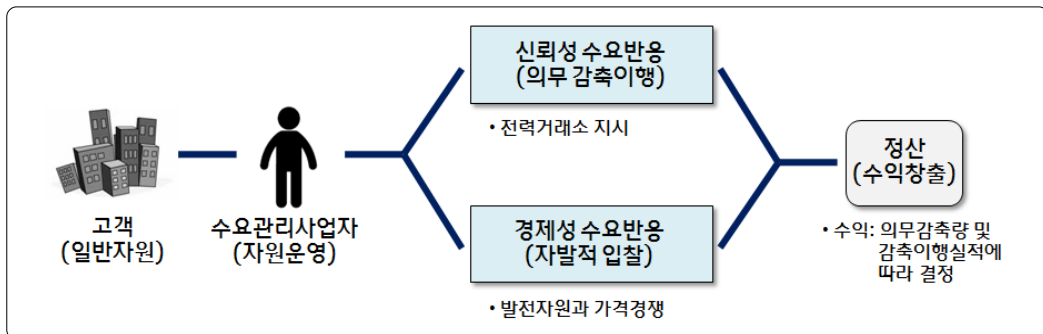 신뢰성 수요반응
(의무 감축이행)
• 전력거래소 지시
고객
(일반자원)
수요관리사업자
(자원운영)
정산
(수익창출)
• 수익: 의무감축량 및
감축이행실적에
따라 결정
경제성 수요반응
(자발적 입찰)
• 발전자원과 가격경쟁